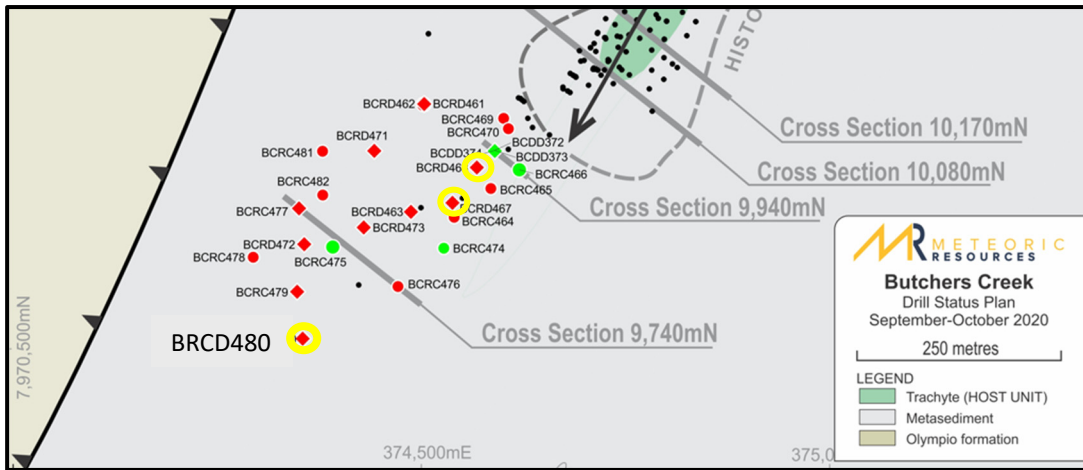 HISTO
BCRD462
BCRD461
BCRC469
BCRC470
BCDD372
BCRD471
BCDD374
BCDD373
BCRC481
BCRD46
BCRC466
BCRC482
BCRC465
BCRC477
BCRD463
BCRD467
BCRC464
BCRD473
BCRD472
BCRC474
BCRC478
BCRC475
BCRC479
BCRC476
BRCD480
Cross Section 10,170mN
Cross Section 10,080mN
Cross Section 9,940mN
Cross Section 9,740mN
7,970,500mN
374,500mE
375,0
METEORIC
RESOURCES
Butchers Creek
Drill Status Plan
September-October 2020
250 metres
LEGEND
Trachyte (HOST UNIT)
Metasediment
Olympio formation